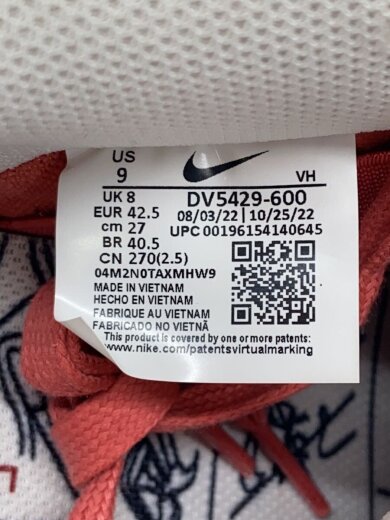 US
9
VH
UK 8
DV5429-600
EUR 42.5
08/03/22 | 10/25/22
cm 27
UPC 00196154140645
BR 40.5
CN 270(2.5)
04M2N0TAXMHW9
MADE IN VIETNAM
HECHO EN VIETNAM
FABRIQUE AU VIETNAM
FABRICADO NO VIETNÃ
This product is covered by one or more patents:
www.nike.com/patentsvirtualmarking